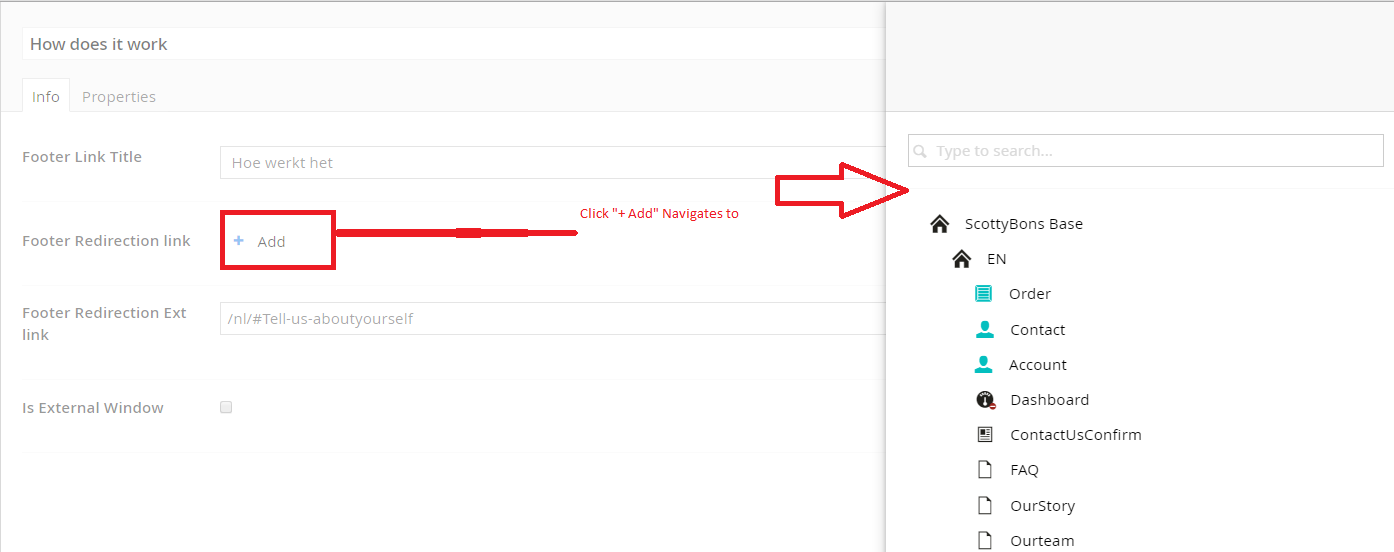 How does it work
Info Properties
Footer Link Title
Hoe werkt het
Footer Redirection link
+ Add
Click "+ Add" Navigates to
Footer Redirection Ext
link
/nl/#Tell-us-aboutyourself
Is External Window
Type to search...
ScottyBons Base
EN
Order
Contact
Account
Dashboard
ContactUsConfirm
FAQ
OurStory
Ourteam